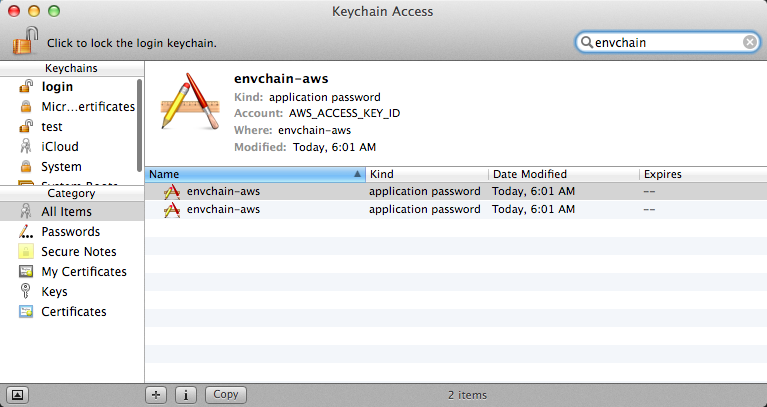 Keychain Access
Click to lock the login keychain.
envchain
Keychains
login
Micr...ertificates
test
iCloud
System
System Roots
Category
All Items
Passwords
Secure Notes
My Certificates
Keys
Certificates
envchain-aws
Kind: application password
Account: AWS_ACCESS_KEY_ID
Where: envchain-aws
Modified: Today, 6:01 AM
Name Kind Date Modified Expires
envchain-aws application password Today, 6:01 AM --
envchain-aws application password Today, 6:01 AM --
Copy
2 items